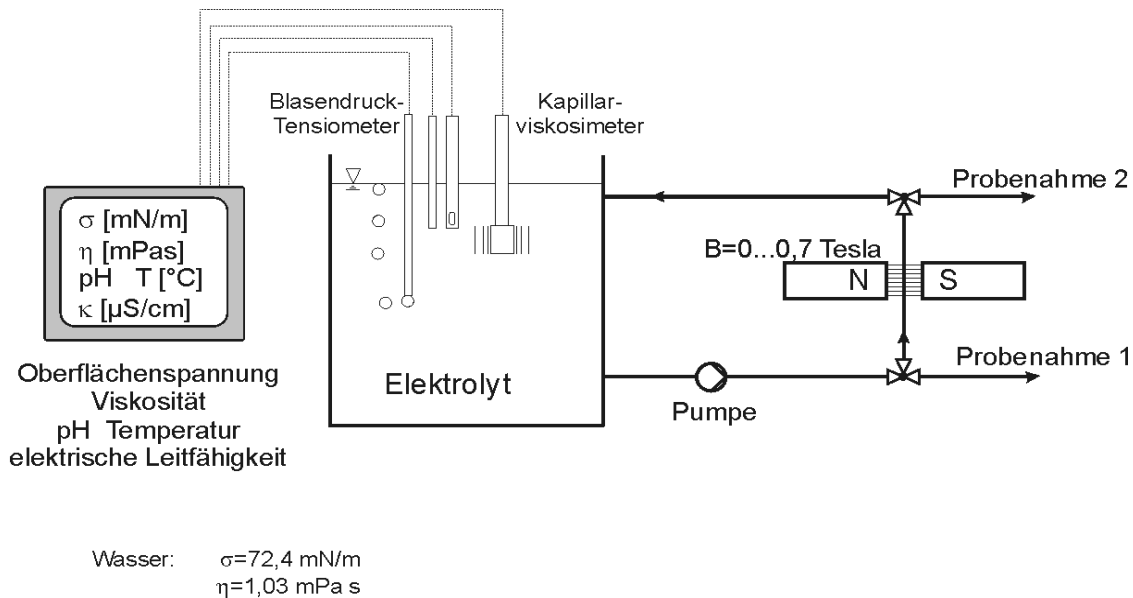 Blasendruck-
Tensiometer
Kapillar-
viskosimeter
σ [mN/m]
η [mPas]
pH T [°C]
κ [µS/cm]
Oberflächenspannung
Viskosität
pH Temperatur
elektrische Leitfähigkeit
Elektrolyt
Pumpe
Probenahme 2
B=0...0,7 Tesla
N S
Probenahme 1
Wasser: σ=72,4 mN/m
η=1,03 mPa s